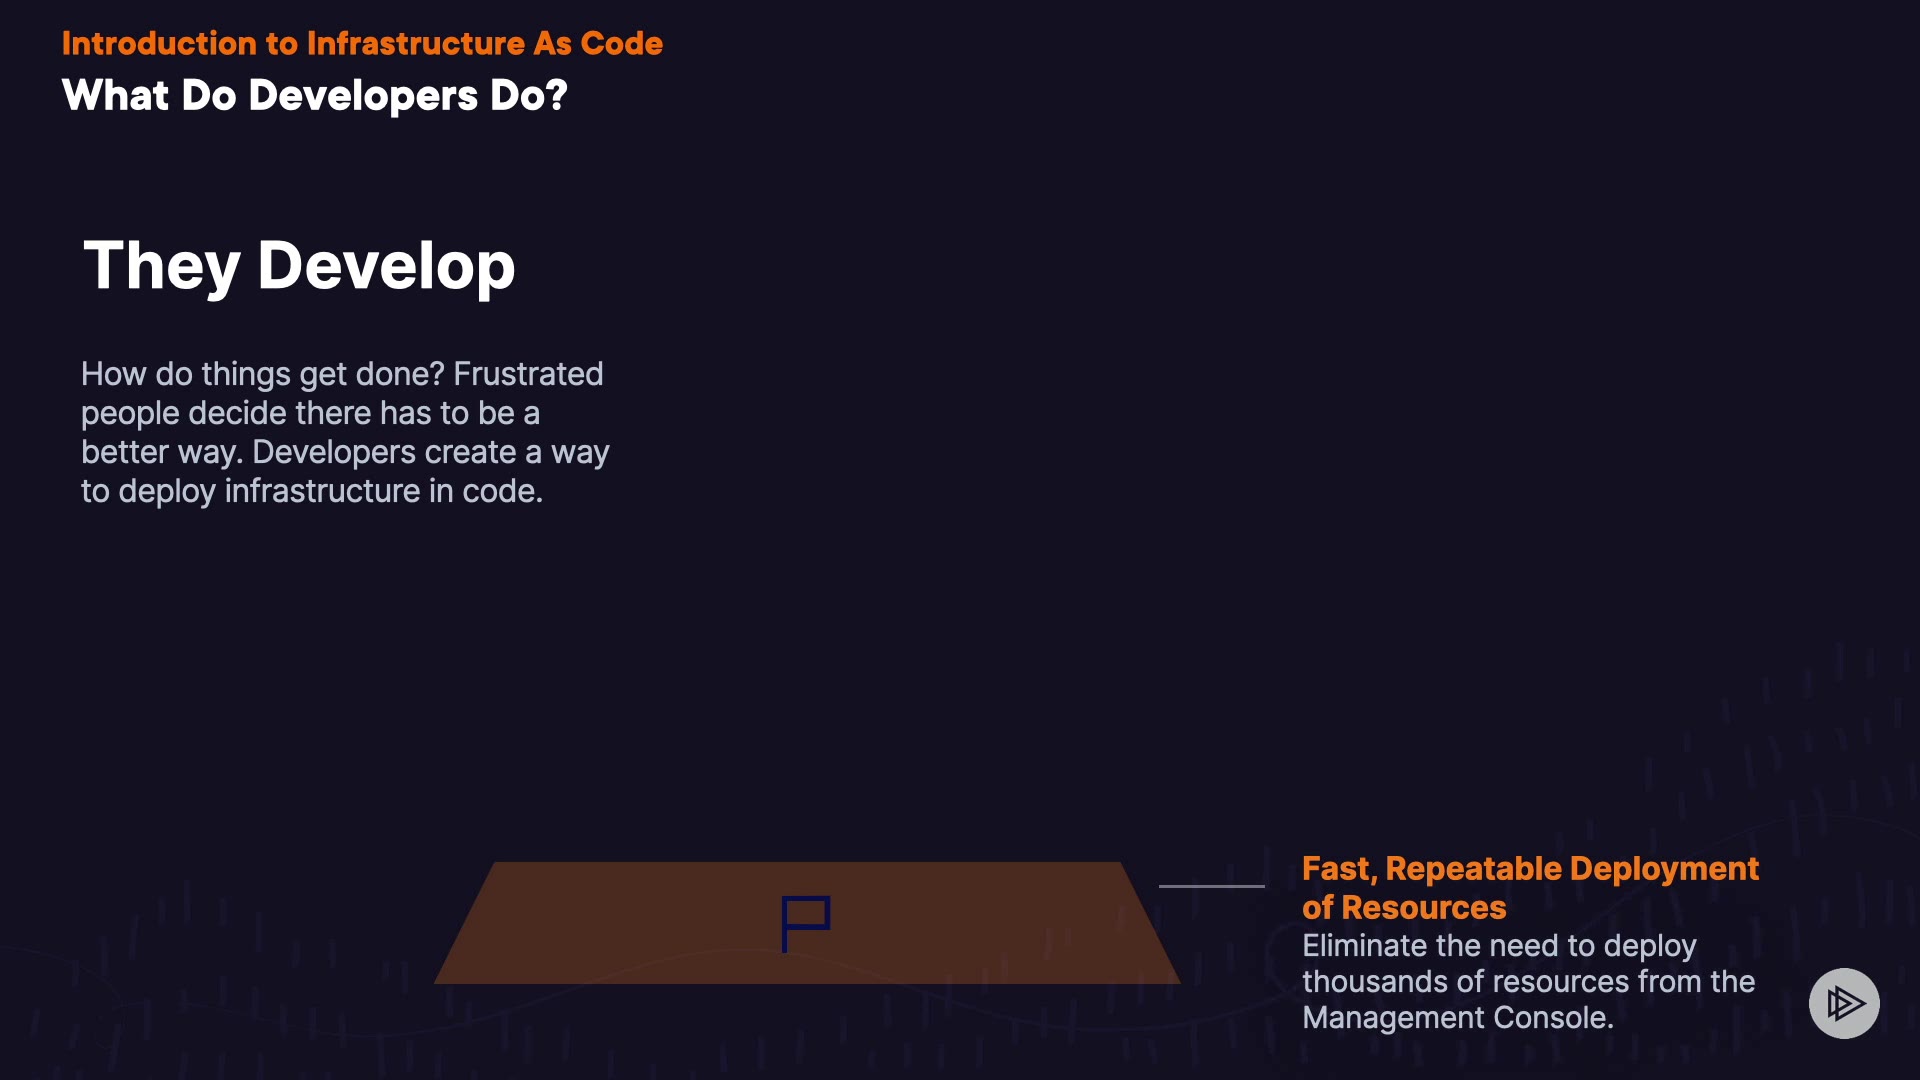 Introduction to Infrastructure As Code
What Do Developers Do?
They Develop
How do things get done? Frustrated
people decide there has to be a
better way. Developers create a way
to deploy infrastructure in code.
Fast, Repeatable Deployment
of Resources
Eliminate the need to deploy
thousands of resources from the
Management Console.